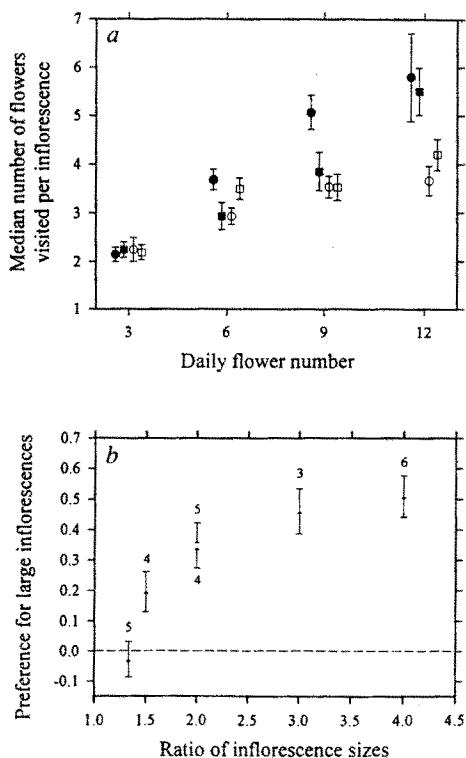 a
7
6
5
4
3
2
1
Median number of flowers
visited per inflorescence
3 6 9 12
Daily flower number
b
0.7
0.6
0.5
0.4
0.3
0.2
0.1
0.0
-0.1
Preference for large inflorescences
5
4
5
4
3
6
1.0 1.5 2.0 2.5 3.0 3.5 4.0 4.5
Ratio of inflorescence sizes